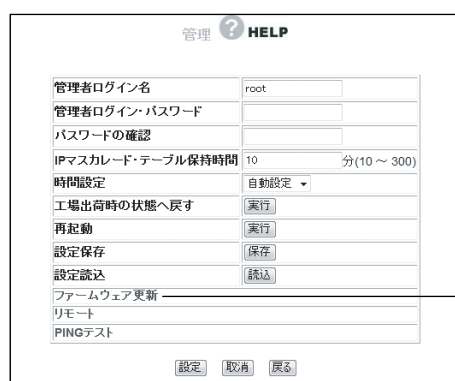 管理 ? HELP
管理者ログイン名 root
管理者ログイン・パスワード
パスワードの確認
IPマスカレード・テーブル保持時間 10 分(10 ~ 300)
時間設定 自動設定
工場出荷時の状態へ戻す 実行
再起動 実行
設定保存 保存
設定読込 読込
ファームウェア更新
リモート
PINGテスト
設定 取消 戻る